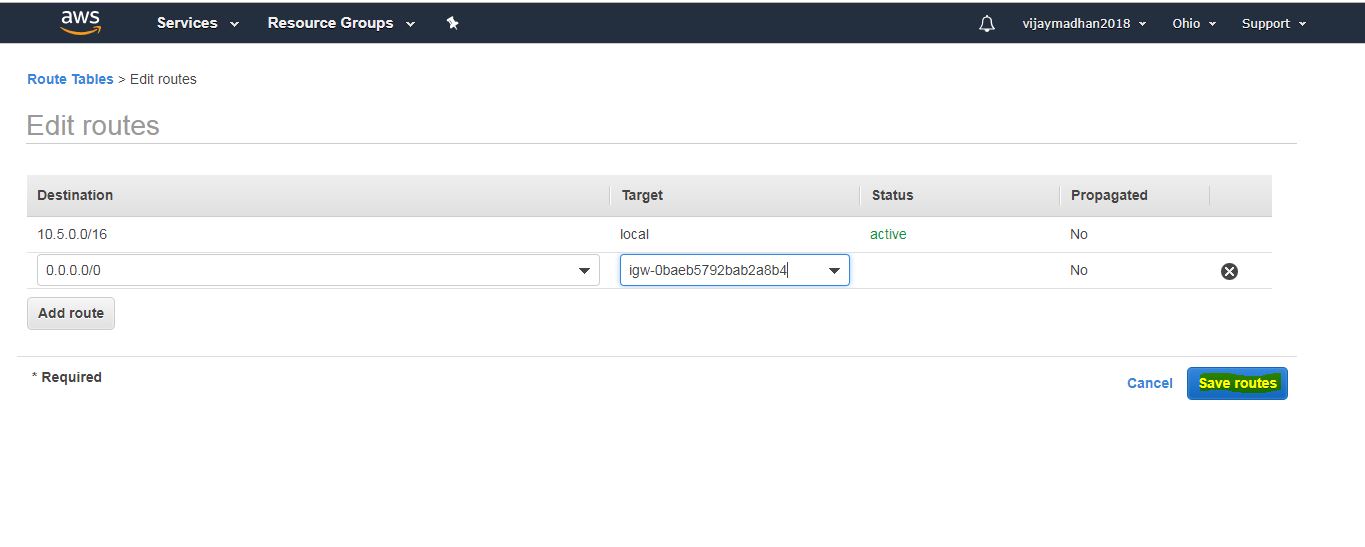 aws Services Resource Groups vijaymadhan2018 Ohio Support
Route Tables > Edit routes
Edit routes
Destination Target Status Propagated
10.5.0.0/16 local active No
0.0.0.0/0 igw-0baeb5792bab2a8b4 No
Add route
* Required
Cancel Save routes